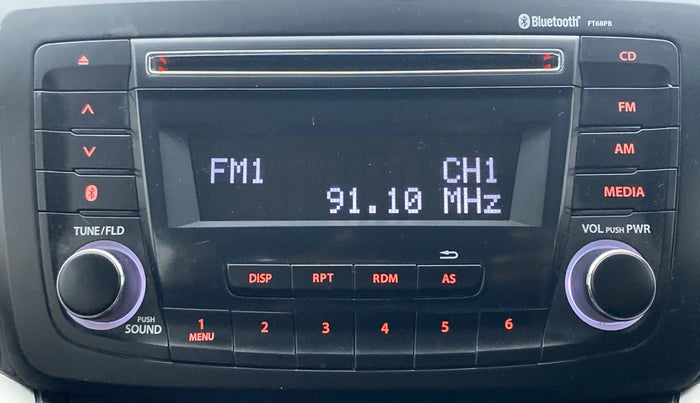 Bluetooth® FT68PB
CD
FM
AM
MEDIA
FM1 CH1
91.10 MHz
TUNE/FLD
VOL PUSH PWR
DISP RPT RDM AS
PUSH
SOUND
1 2 3 4 5 6
MENU